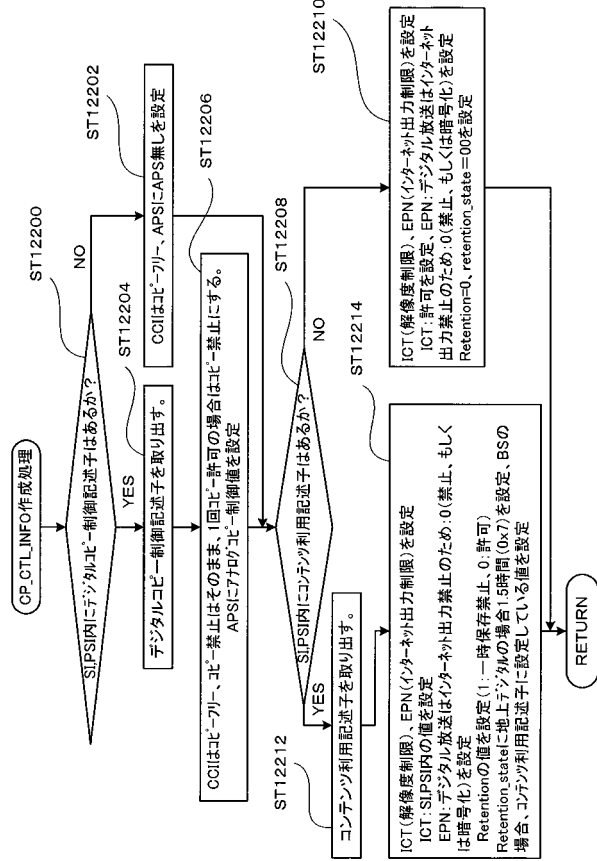 CP_CTL_INFO作成処理
ST12200
SI,PSI内にデジタルコピー制御記述子はあるか?
NO
YES
ST12202
CCIはコピーフリー、APSにAPS無しを設定
ST12204
デジタルコピー制御記述子を取り出す。
ST12206
CCIはコピーフリー、コピー禁止はそのまま、1回コピー許可の場合はコピー禁止にする。
APSにアナログコピー制御値を設定
ST12208
SI,PSI内にコンテンツ利用記述子はあるか?
NO
YES
ST12210
ICT(解像度制限)、EPN(インターネット出力制限)を設定
ICT:許可を設定、EPN:デジタル放送はインターネット
出力禁止のため:0(禁止、もしくは暗号化)を設定
Retention=0、retention_state=00を設定
ST12212
コンテンツ利用記述子を取り出す。
ST12214
ICT(解像度制限)、EPN(インターネット出力制限)を設定
ICT:SI,PSI内の値を設定
EPN:デジタル放送はインターネット出力禁止のため:0(禁止、もしく
は暗号化)を設定
Retentionの値を設定(1:一時保存禁止、0:許可)
Retention_stateに地上デジタルの場合1.5時間(0x7)を設定、BSの
場合、コンテンツ利用記述子に設定している値を設定
RETURN